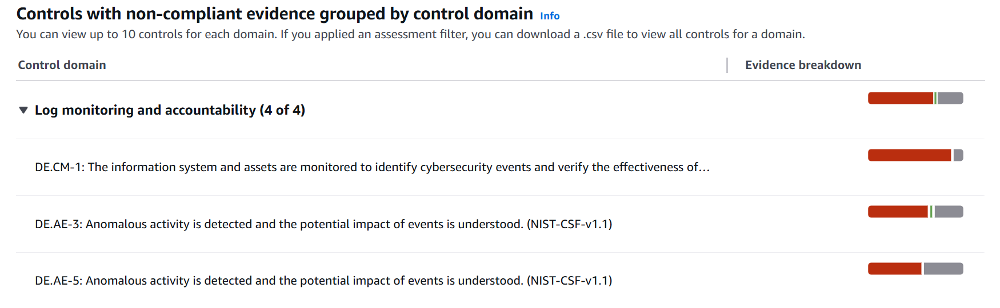 Controls with non-compliant evidence grouped by control domain Info
You can view up to 10 controls for each domain. If you applied an assessment filter, you can download a .csv file to view all controls for a domain.
Control domain Evidence breakdown
Log monitoring and accountability (4 of 4)
DE.CM-1: The information system and assets are monitored to identify cybersecurity events and verify the effectiveness of...
DE.AE-3: Anomalous activity is detected and the potential impact of events is understood. (NIST-CSF-v1.1)
DE.AE-5: Anomalous activity is detected and the potential impact of events is understood. (NIST-CSF-v1.1)